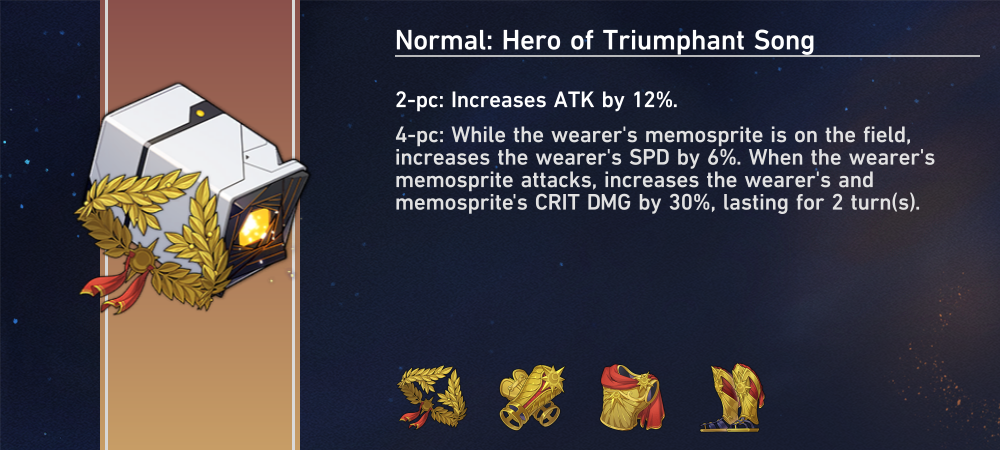 Normal: Hero of Triumphant Song
2-pc: Increases ATK by 12%.
4-pc: While the wearer's memosprite is on the field,
increases the wearer's SPD by 6%. When the wearer's
memosprite attacks, increases the wearer's and
memosprite's CRIT DMG by 30%, lasting for 2 turn(s).